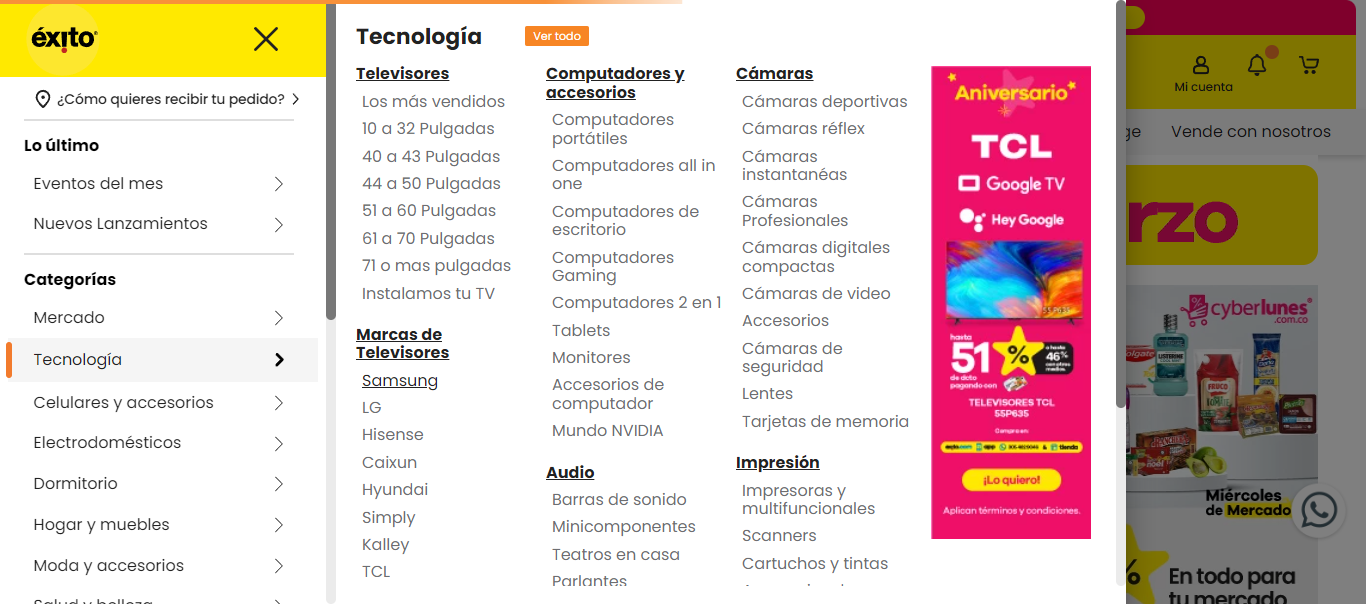 éxito
¿Cómo quieres recibir tu pedido?
Lo último
Eventos del mes
Nuevos Lanzamientos
Categorías
Mercado
Tecnología
Celulares y accesorios
Electrodomésticos
Dormitorio
Hogar y muebles
Moda y accesorios
Salud y belleza
Tecnología
Ver todo
Televisores
Los más vendidos
10 a 32 Pulgadas
40 a 43 Pulgadas
44 a 50 Pulgadas
51 a 60 Pulgadas
61 a 70 Pulgadas
71 o mas pulgadas
Instalamos tu TV
Marcas de
Televisores
Samsung
LG
Hisense
Caixun
Hyundai
Simply
Kalley
TCL
Computadores y
accesorios
Computadores
portátiles
Computadores all in
one
Computadores de
escritorio
Computadores
Gaming
Computadores 2 en 1
Tablets
Monitores
Accesorios de
computador
Mundo NVIDIA
Audio
Barras de sonido
Minicomponentes
Teatros en casa
Parlantes
Cámaras
Cámaras deportivas
Cámaras réflex
Cámaras
instantanéas
Cámaras
Profesionales
Cámaras digitales
compactas
Cámaras de video
Accesorios
Cámaras de
seguridad
Lentes
Tarjetas de memoria
Impresión
Impresoras y
multifuncionales
Scanners
Cartuchos y tintas
Aniversario
TCL
Google TV
Hey Google
hasta
51 %
de dcto
pagando con
o hasta
46%
TELEVISORES TCL
55P635
Compra en:
exito.com app & tienda
¡Lo quiero!
Aplican términos y condiciones.
Mi cuenta
ge
Vende con nosotros
rzo
cyberlunes
.com.co
LISTERINE
FRUCO
Miércoles
de Mercado
%
En todo para
tu mercado